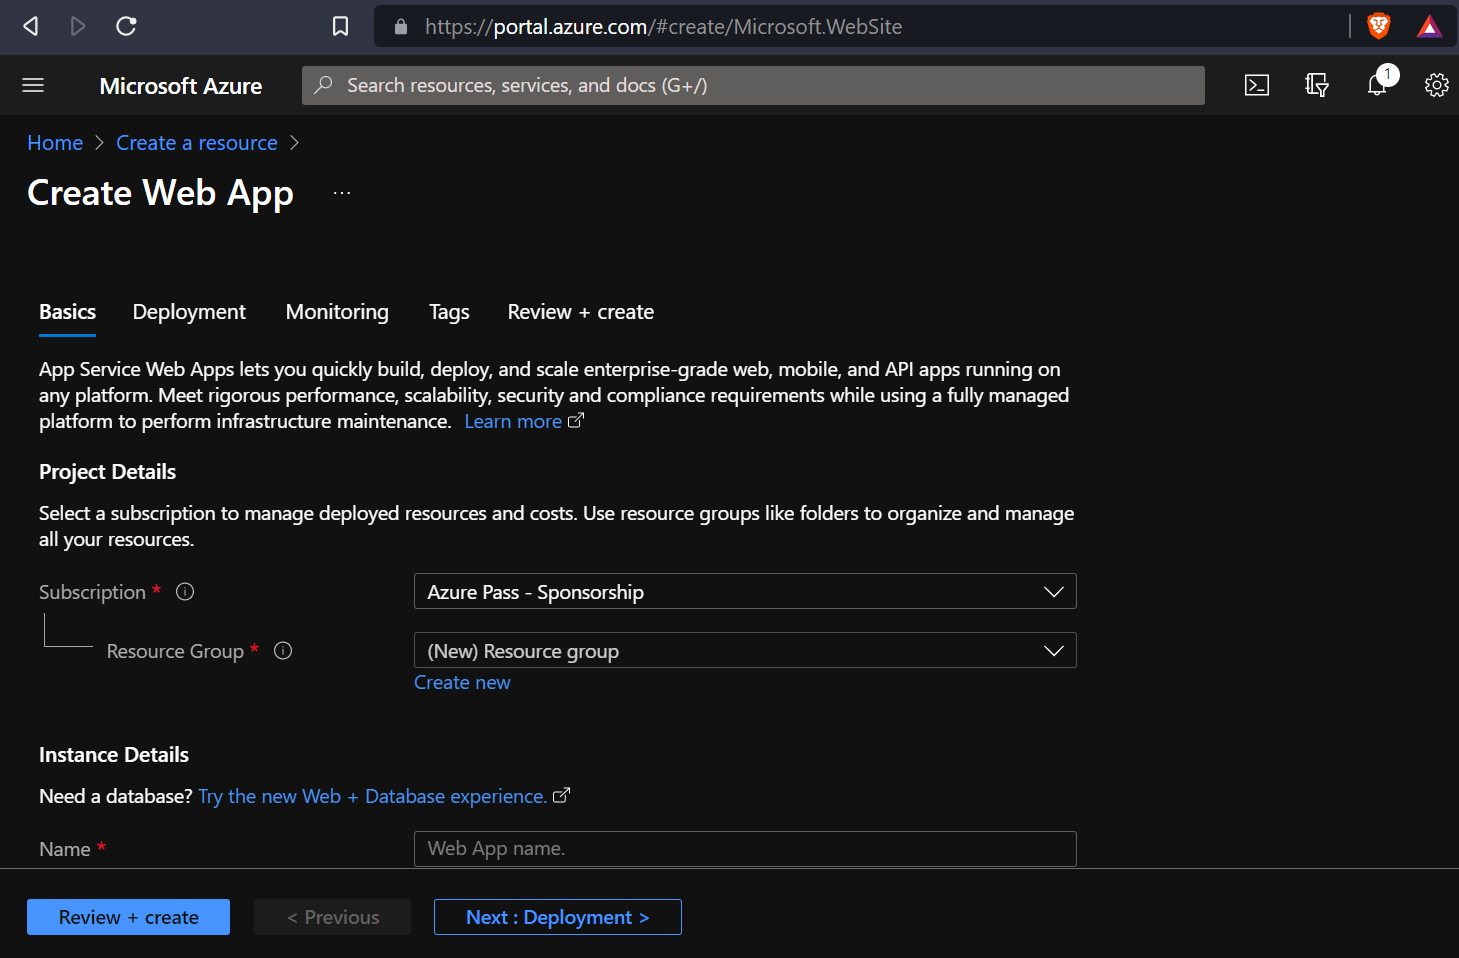 https://portal.azure.com/#create/Microsoft.WebSite
Microsoft Azure
Search resources, services, and docs (G+/)
1
Home > Create a resource >
Create Web App ...
Basics Deployment Monitoring Tags Review + create
App Service Web Apps lets you quickly build, deploy, and scale enterprise-grade web, mobile, and API apps running on
any platform. Meet rigorous performance, scalability, security and compliance requirements while using a fully managed
platform to perform infrastructure maintenance. Learn more
Project Details
Select a subscription to manage deployed resources and costs. Use resource groups like folders to organize and manage
all your resources.
Subscription * Azure Pass - Sponsorship
Resource Group * (New) Resource group
Create new
Instance Details
Need a database? Try the new Web + Database experience.
Name * Web App name.
Review + create < Previous Next : Deployment >